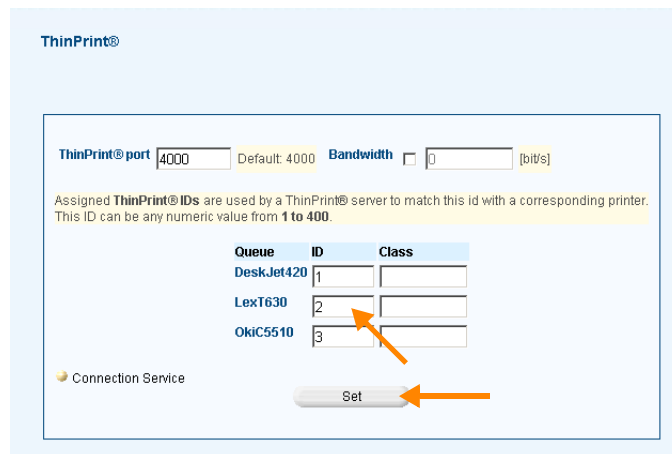 ThinPrint®
ThinPrint® port 4000 Default: 4000 Bandwidth 0 [bit/s]
Assigned ThinPrint® IDs are used by a ThinPrint® server to match this id with a corresponding printer.
This ID can be any numeric value from 1 to 400.
Queue ID Class
DeskJet420 1
LexT630 2
OkiC5510 3
Connection Service
Set